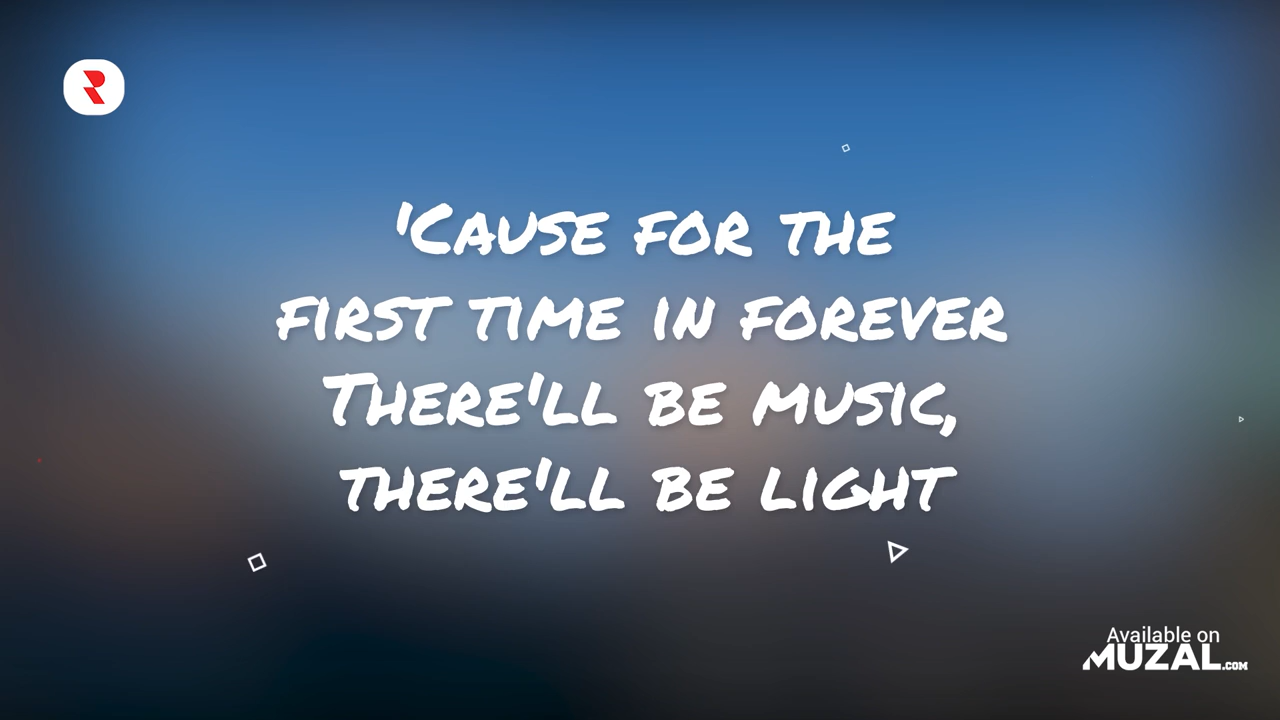 'Cause for the
first time in forever
There'll be music,
there'll be light
Available on
MUZAL.COM